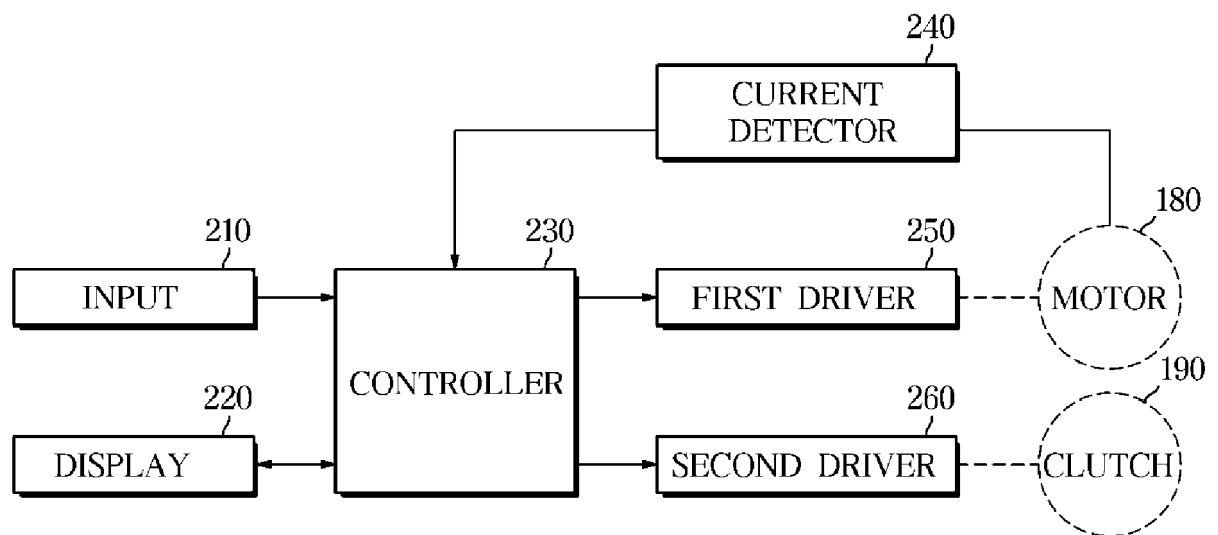 240
CURRENT
DETECTOR
180
210
230
250
INPUT
FIRST DRIVER
MOTOR
CONTROLLER
220
260
190
DISPLAY
SECOND DRIVER
CLUTCH